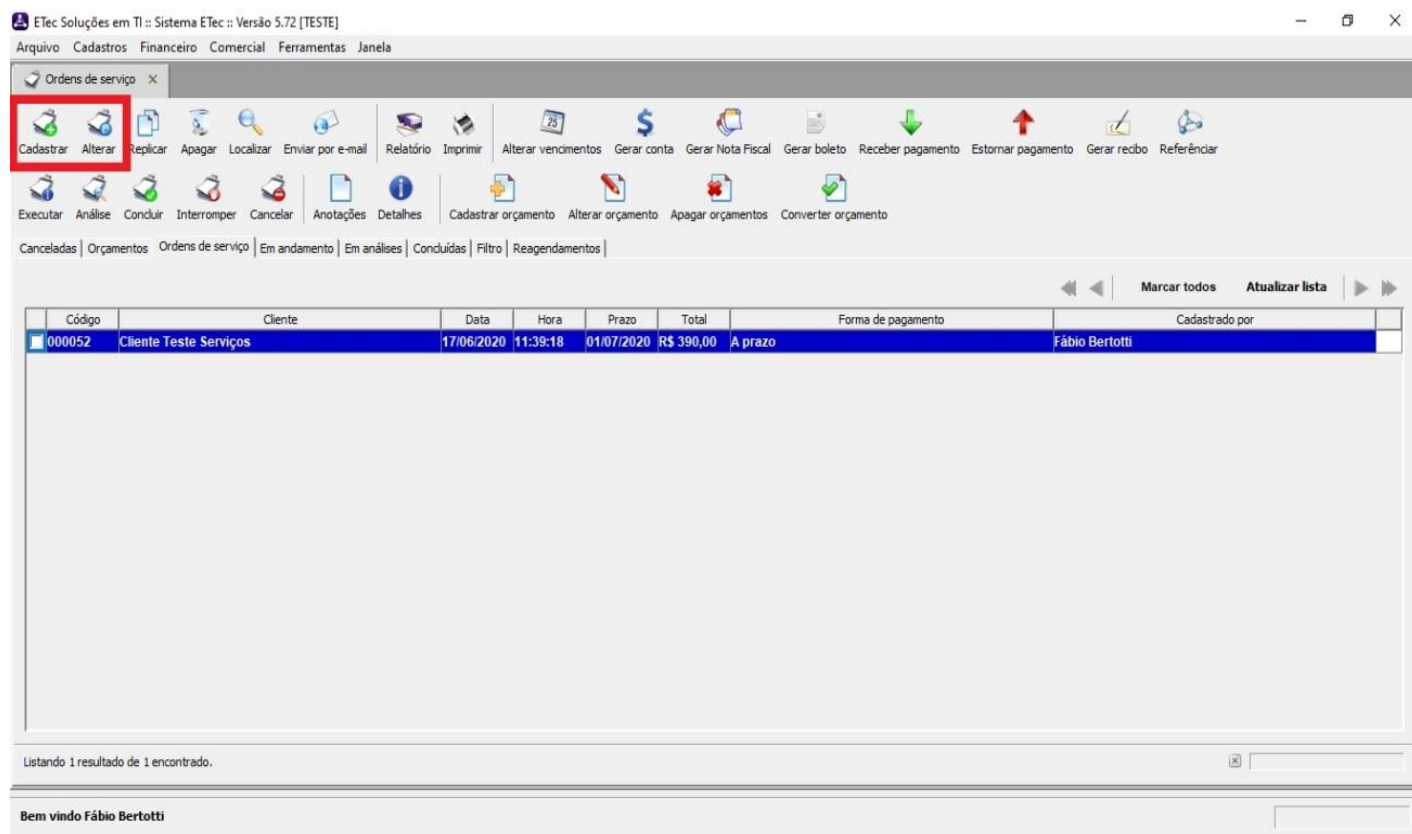 ETec Soluções em TI :: Sistema ETec :: Versão 5.72 [TESTE]
Arquivo Cadastros Financeiro Comercial Ferramentas Janela
Ordens de serviço
Cadastrar Alterar Replicar Apagar Localizar Enviar por e-mail Relatório Imprimir Alterar vencimentos Gerar conta Gerar Nota Fiscal Gerar boleto Receber pagamento Estornar pagamento Gerar recibo Referênciar
Executar Análise Concluir Interromper Cancelar Anotações Detalhes Cadastrar orçamento Alterar orçamento Apagar orçamentos Converter orçamento
Canceladas Orçamentos Ordens de serviço Em andamento Em análises Concluídas Filtro Reagendamentos
Marcar todos Atualizar lista
Código Cliente Data Hora Prazo Total Forma de pagamento Cadastrado por
000052 Cliente Teste Serviços 17/06/2020 11:39:18 01/07/2020 R$ 390,00 A prazo Fábio Bertotti
Listando 1 resultado de 1 encontrado.
Bem vindo Fábio Bertotti